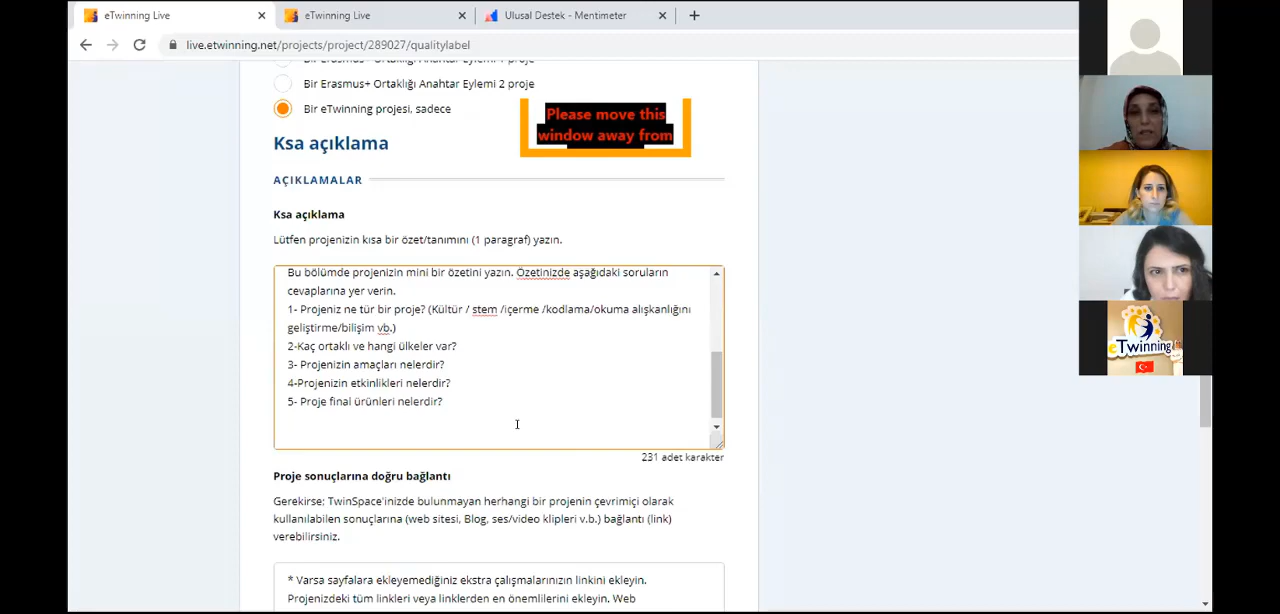 eTwinning Live
eTwinning Live
Ulusal Destek - Mentimeter
live.etwinning.net/projects/project/289027/qualitylabel
Bir Erasmus+ Ortaklığı Anahtar Eylemi 1 proje
Bir Erasmus+ Ortaklığı Anahtar Eylemi 2 proje
Bir eTwinning projesi, sadece
Please move this
window away from
Ksa açıklama
AÇIKLAMALAR
Ksa açıklama
Lütfen projenizin kısa bir özet/tanımını (1 paragraf) yazın.
Bu bölümde projenizin mini bir özetini yazın. Özetinizde aşağıdaki soruların
cevaplarına yer verin.
1- Projeniz ne tür bir proje? (Kültür / stem /içerme /kodlama/okuma alışkanlığını
geliştirme/bilişim vb.)
2-Kaç ortaklı ve hangi ülkeler var?
3- Projenizin amaçları nelerdir?
4-Projenizin etkinlikleri nelerdir?
5- Proje final ürünleri nelerdir?
231 adet karakter
Proje sonuçlarına doğru bağlantı
Gerekirse: TwinSpace'inizde bulunmayan herhangi bir projenin çevrimiçi olarak
kullanılabilen sonuçlarına (web sitesi, Blog, ses/video klipleri v.b.) bağlantı (link)
verebilirsiniz.
* Varsa sayfalara ekleyemediğiniz ekstra çalışmalarınızın linkini ekleyin.
Projenizdeki tüm linkleri veya linklerden en önemlilerini ekleyin. Web
eTwinning